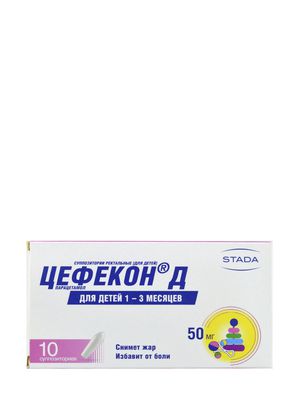 СУППОЗИТОРИИ РЕКТАЛЬНЫЕ (ДЛЯ ДЕТЕЙ)
STADA
ЦЕФЕКОН® Д
ПАРАЦЕТАМОЛ
ДЛЯ ДЕТЕЙ 1 – 3 МЕСЯЦЕВ
50 мг
10
суппозиториев
Снимет жар
Избавит от боли